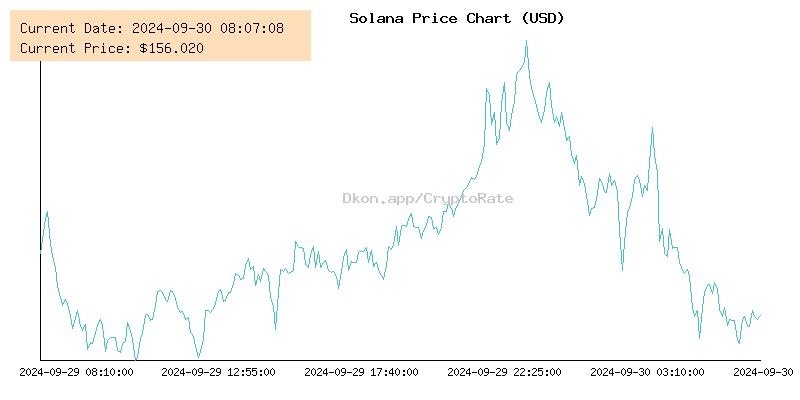 Solana Price Chart (USD)
Current Date: 2024-09-30 08:07:08
Current Price: $156.020
Dkon.app/CryptoRate
2024-09-29 08:10:00 2024-09-29 12:55:00 2024-09-29 17:40:00 2024-09-29 22:25:00 2024-09-30 03:10:00 2024-09-30